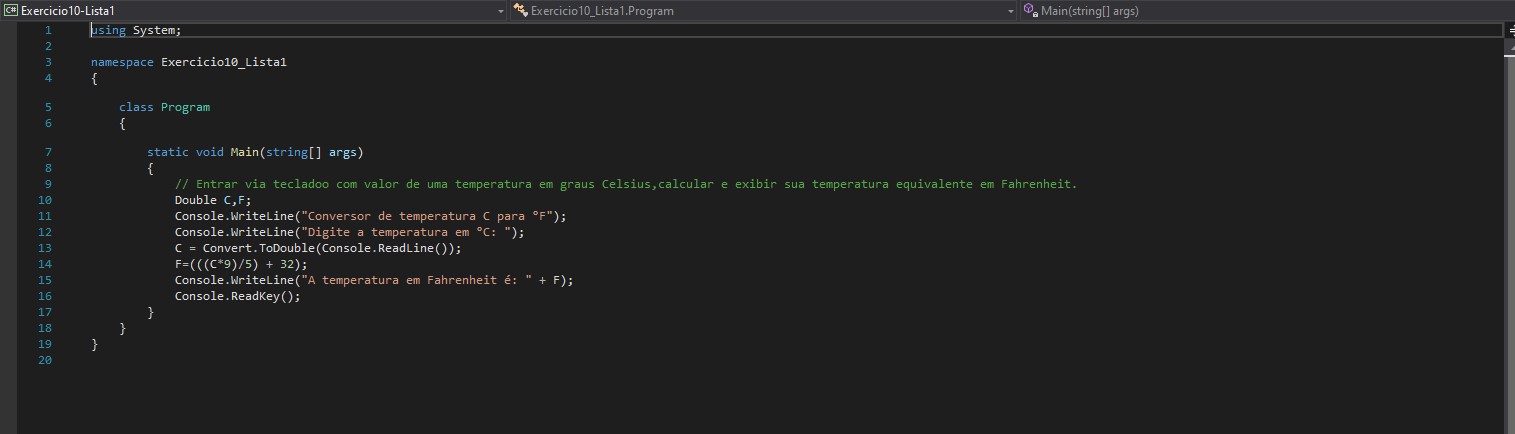 C# Exercicio10-Lista1 Exercicio10_Lista1.Program Main(string[] args)
1 using System;
2
3 namespace Exercicio10_Lista1
4 {
5 class Program
6 {
7 static void Main(string[] args)
8 {
9 // Entrar via tecladoo com valor de uma temperatura em graus Celsius,calcular e exibir sua temperatura equivalente em Fahrenheit.
10 Double C,F;
11 Console.WriteLine("Conversor de temperatura C para °F");
12 Console.WriteLine("Digite a temperatura em °C: ");
13 C = Convert.ToDouble(Console.ReadLine());
14 F=(((C*9)/5) + 32);
15 Console.WriteLine("A temperatura em Fahrenheit é: " + F);
16 Console.ReadKey();
17 }
18 }
19 }
20